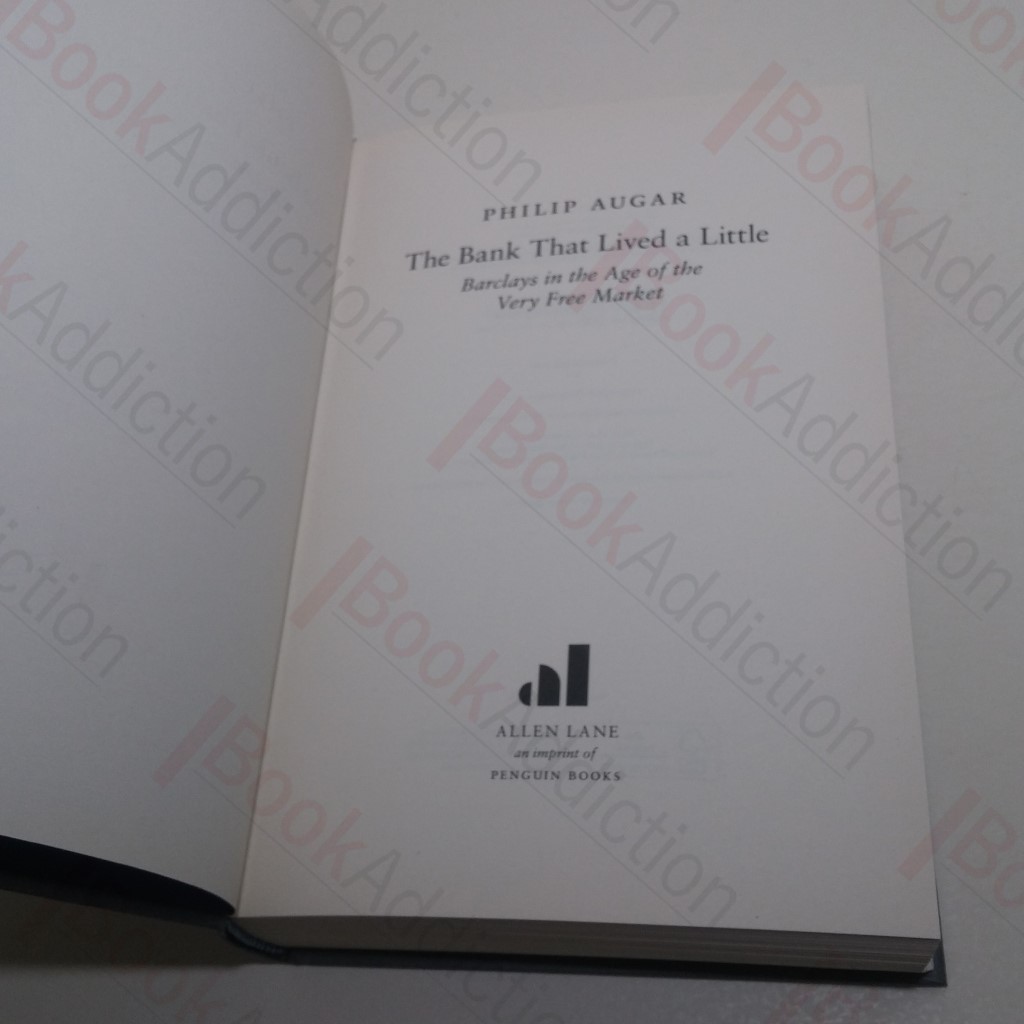 PHILIP AUGAR
The Bank That Lived a Little
Barclays in the Age of the
Very Free Market
ALLEN LANE
an imprint of
PENGUIN BOOKS
BookAddiction